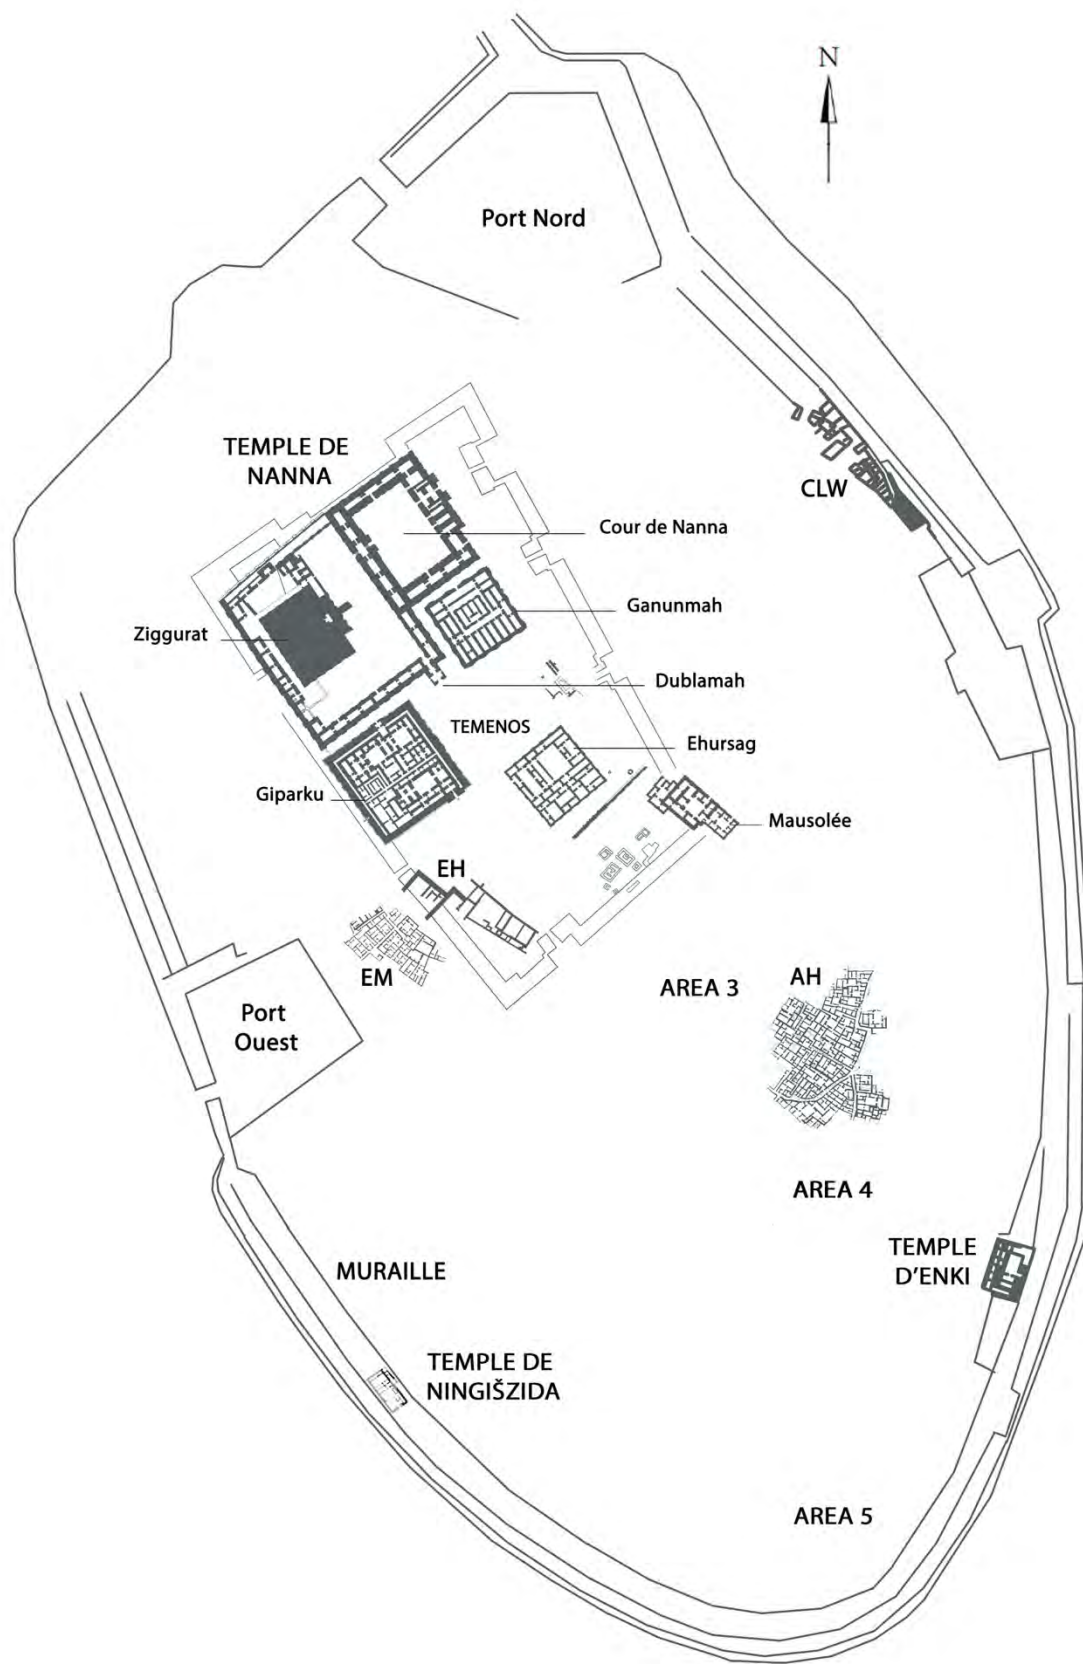 N
Port Nord
TEMPLE DE
NANNA
CLW
Cour de Nanna
Ganunmah
Ziggurat
Dublamah
TEMENOS
Ehursag
Giparku
Mausolée
EH
EM
AREA 3
AH
Port
Ouest
AREA 4
TEMPLE
D'ENKI
MURAILLE
TEMPLE DE
NINGIŠZIDA
AREA 5